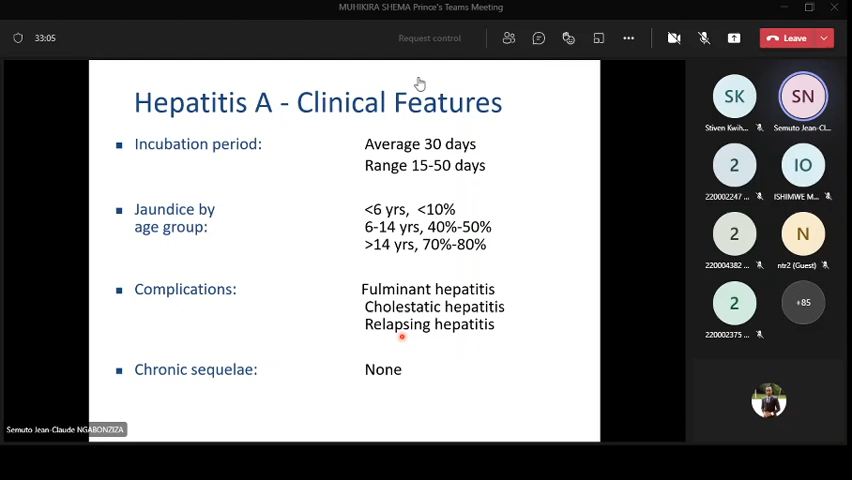 MUHIKIRA SHEMA Prince's Teams Meeting
33:05
Request control
Leave
Hepatitis A - Clinical Features
Incubation period:
Average 30 days
Range 15-50 days
Jaundice by
age group:
<6 yrs, <10%
6-14 yrs, 40%-50%
>14 yrs, 70%-80%
Complications:
Fulminant hepatitis
Cholestatic hepatitis
Relapsing hepatitis
Chronic sequelae:
None
Semuto Jean-Claude NGABONZIZA
SK
Stiven Kwih...
SN
Semuto Jean-Cl...
2
220002247 ...
IO
ISHIMWE M...
2
220004382 ...
N
ntr2 (Guest)
2
220002375 ...
+85